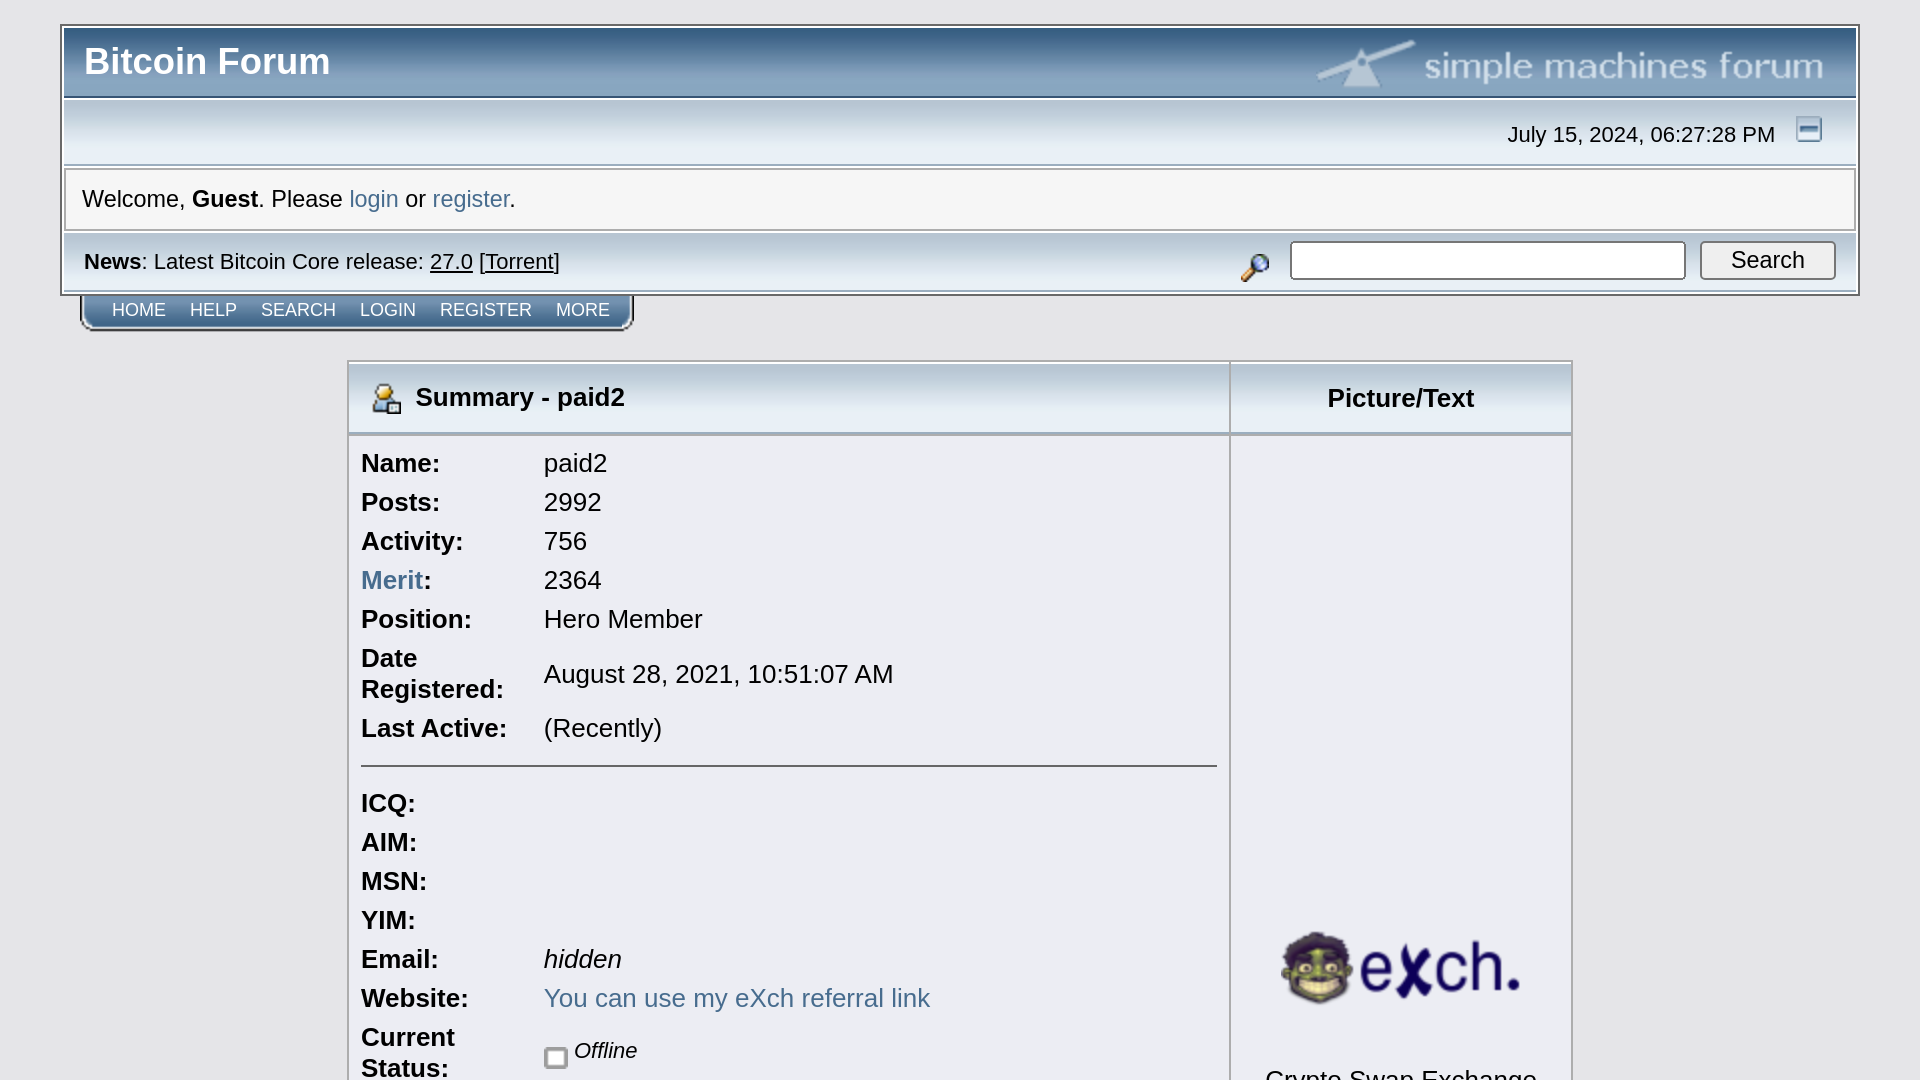 Bitcoin Forum
simple machines forum
July 15, 2024, 06:27:28 PM
Welcome, Guest. Please login or register.
News: Latest Bitcoin Core release: 27.0 [Torrent]
Search
HOME HELP SEARCH LOGIN REGISTER MORE
Summary - paid2
Picture/Text
Name: paid2
Posts: 2992
Activity: 756
Merit: 2364
Position: Hero Member
Date
Registered: August 28, 2021, 10:51:07 AM
Last Active: (Recently)
ICQ:
AIM:
MSN:
YIM:
Email: hidden
eXch.
Website: You can use my eXch referral link
Current
Status: Offline
Crypto Swap Exchange